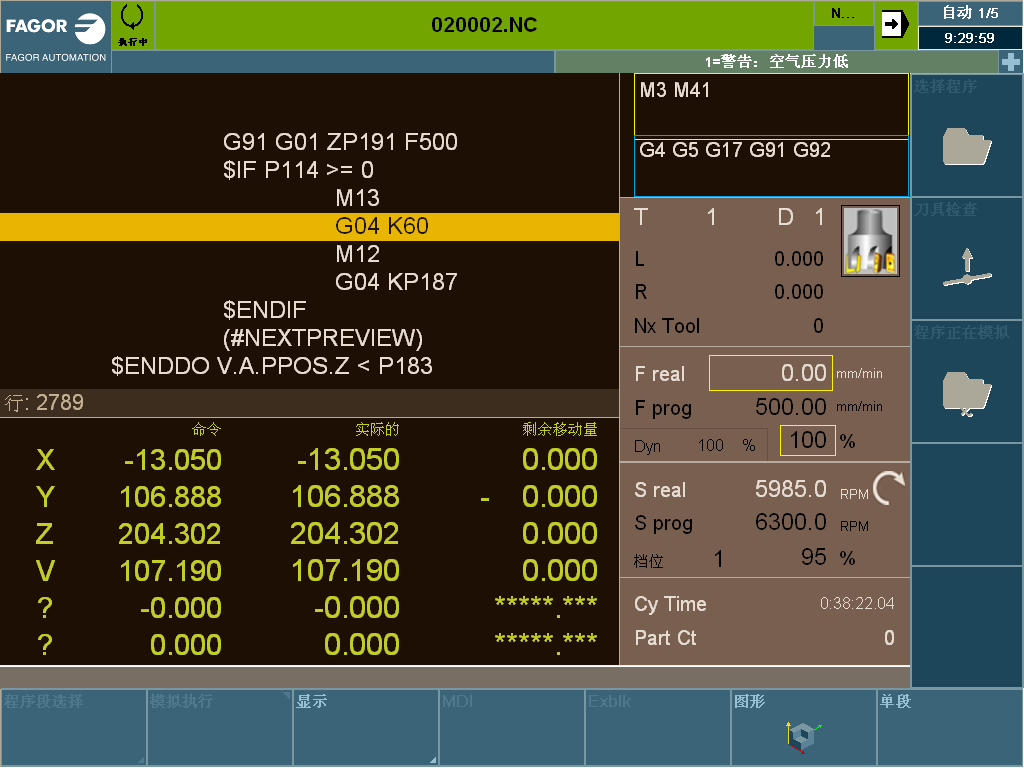 FAGOR
FAGOR AUTOMATION
执行中
020002.NC
N...
自动 1/5
9:29:59
1=警告：空气压力低
G91 G01 ZP191 F500
$IF P114 >= 0
M13
G04 K60
M12
G04 KP187
$ENDIF
(#NEXTPREVIEW)
$ENDDO V.A.PPOS.Z < P183
行: 2789
命令 实际的 剩余移动量
X -13.050 -13.050 0.000
Y 106.888 106.888 - 0.000
Z 204.302 204.302 0.000
V 107.190 107.190 0.000
? -0.000 -0.000 *****.***
? 0.000 0.000 *****.***
M3 M41
G4 G5 G17 G91 G92
T 1 D 1
L 0.000
R 0.000
Nx Tool 0
F real 0.00 mm/min
F prog 500.00 mm/min
Dyn 100 % 100 %
S real 5985.0 RPM
S prog 6300.0 RPM
档位 1 95 %
Cy Time 0:38:22.04
Part Ct 0
选择程序
刀具检查
程序正在模拟
程序段选择
模拟执行
显示
MDI
Exblk
图形
单段